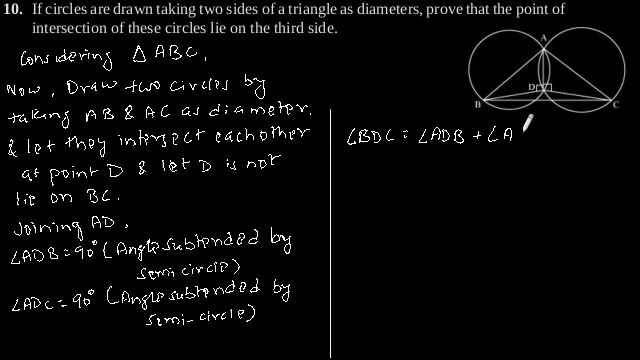 10. If circles are drawn taking two sides of a triangle as diameters, prove that the point of
intersection of these circles lie on the third side.
Considering △ ABC,
Now, Draw two circles by
taking AB & AC as diameter.
& let they intersect each other
at point D & let D is not
lie on BC.
Joining AD,
∠ADB = 90° (Angle subtended by
semi circle)
∠ADC = 90° (Angle subtended by
semi-circle)
∠BDC = ∠ADB + ∠A
A
D
B
C